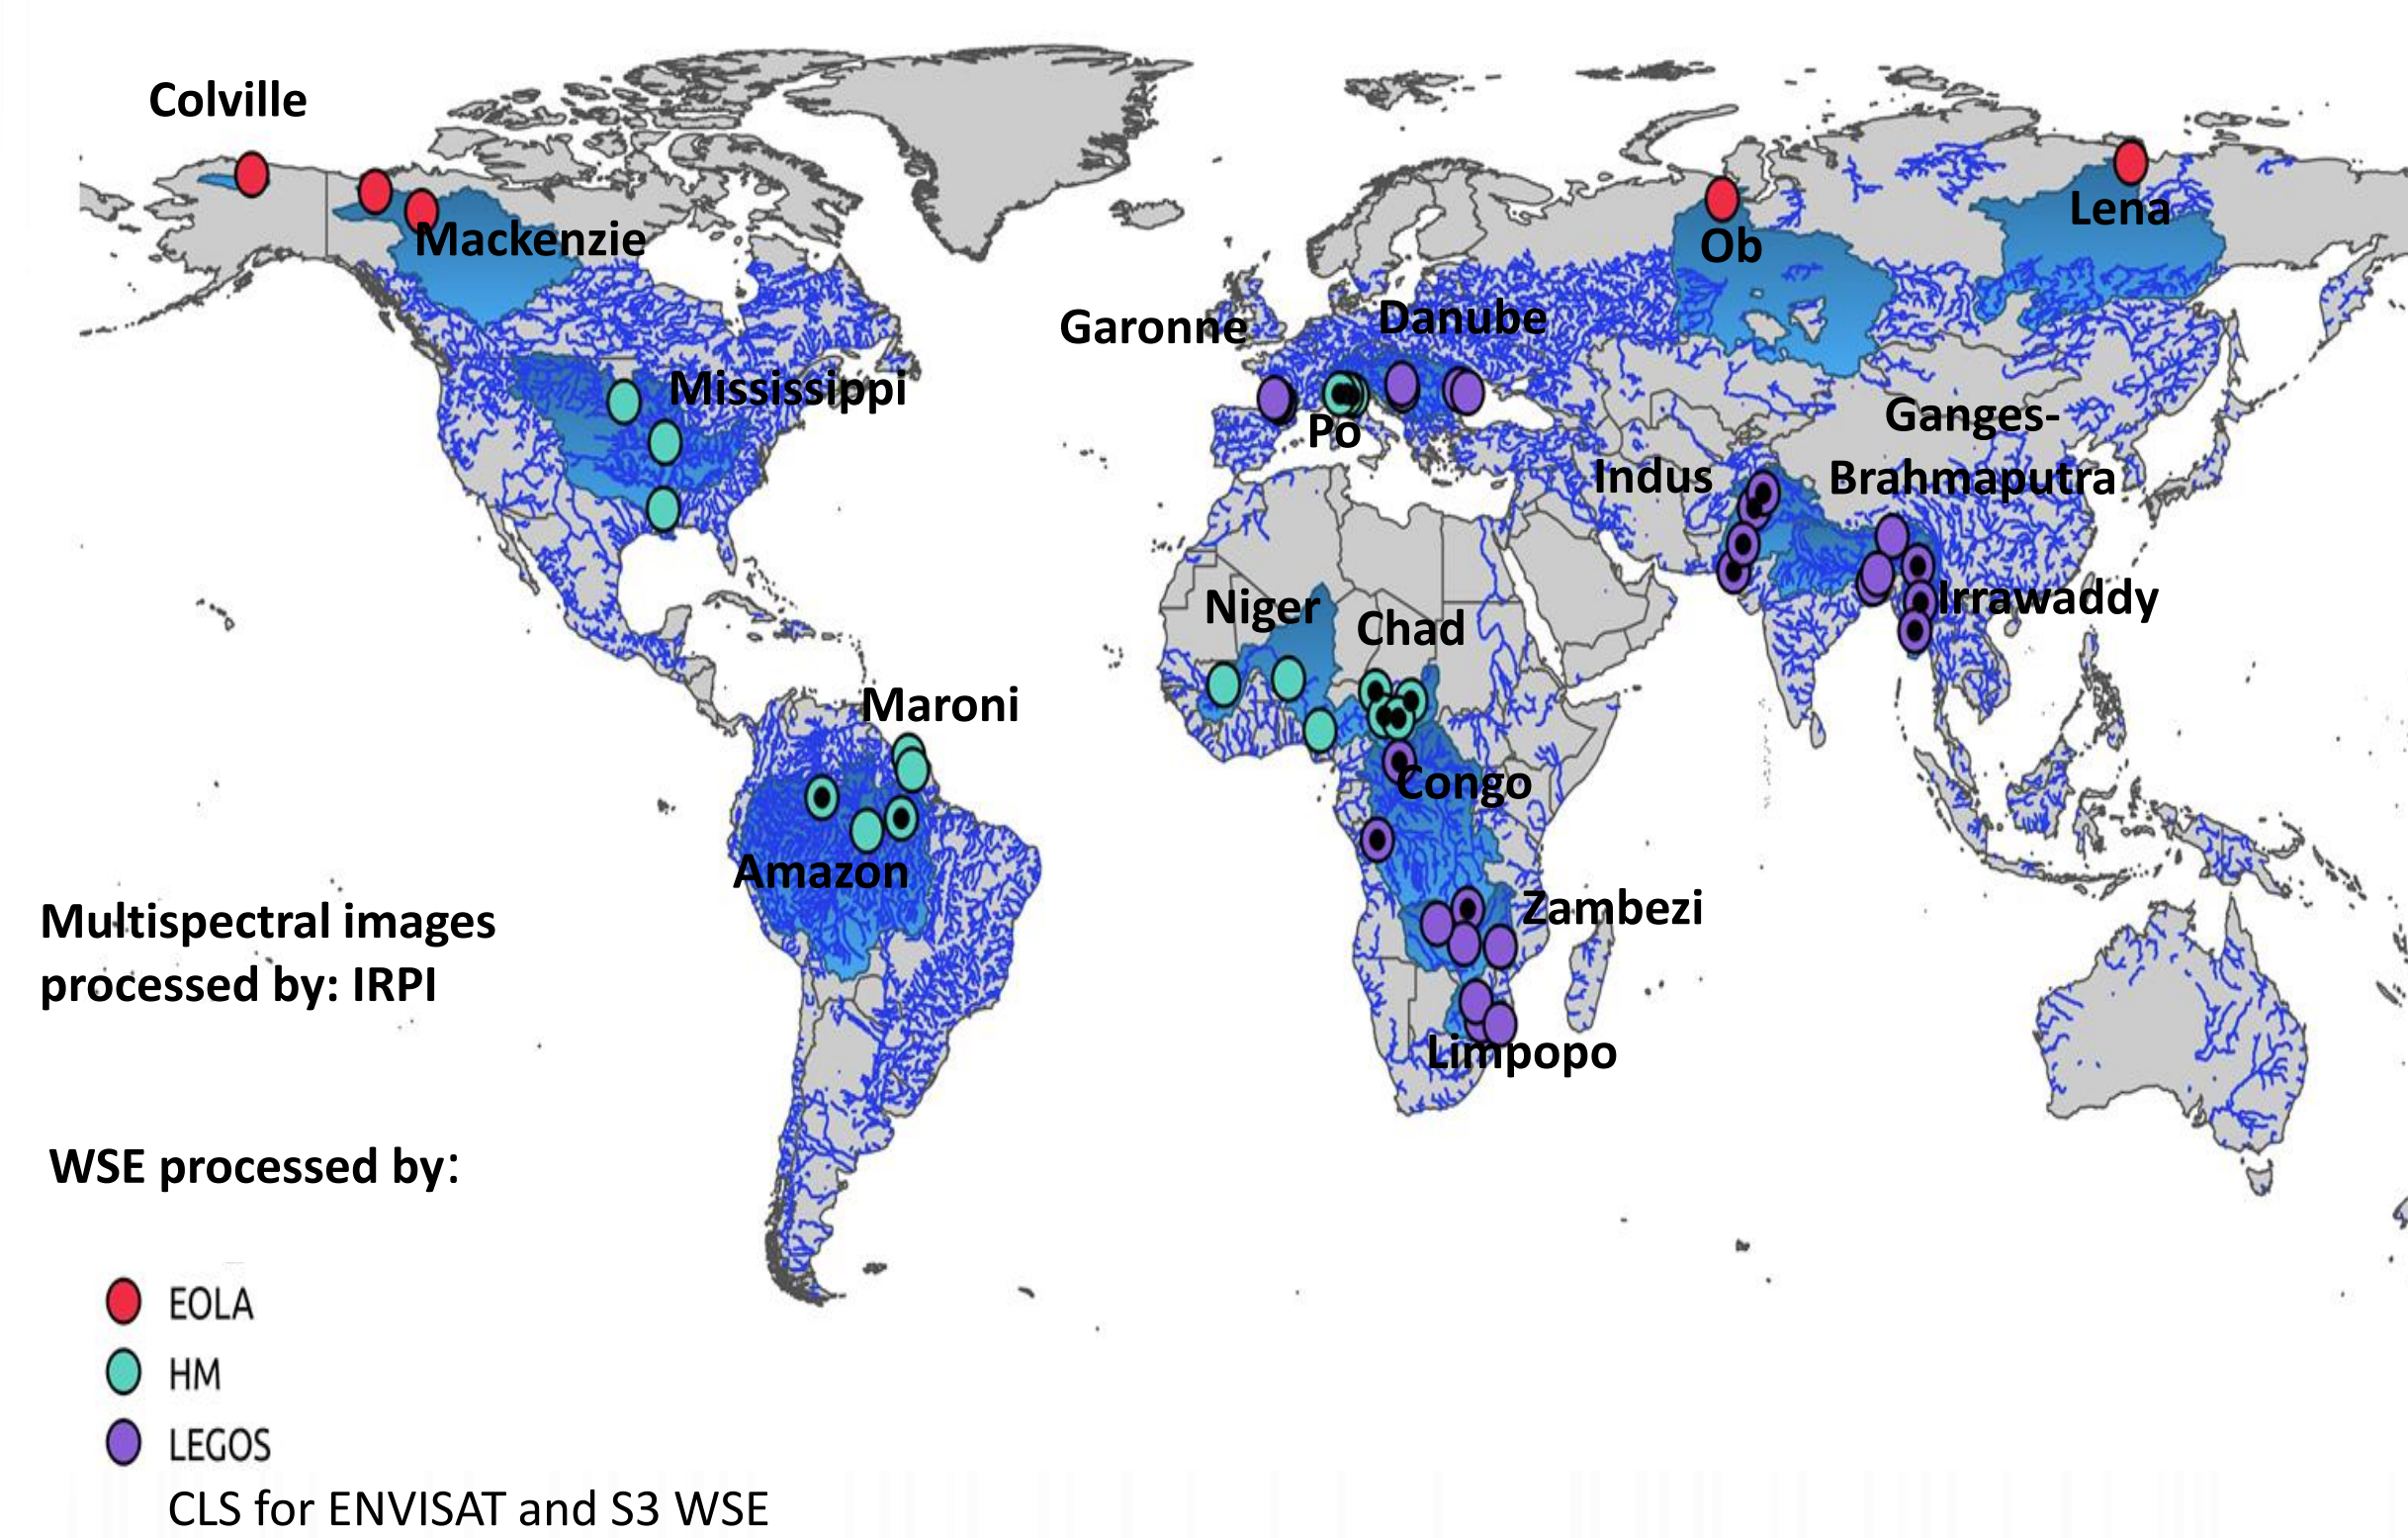 Colville
Mackenzie
Lena
Ob
Garonne
Danube
Mississippi
Po
Ganges-
Brahmaputra
Indus
Irrawaddy
Niger
Chad
Maroni
Congo
Amazon
Zambezi
Limpopo
Multispectral images
processed by: IRPI
WSE processed by:
EOLA
HM
LEGOS
CLS for ENVISAT and S3 WSE